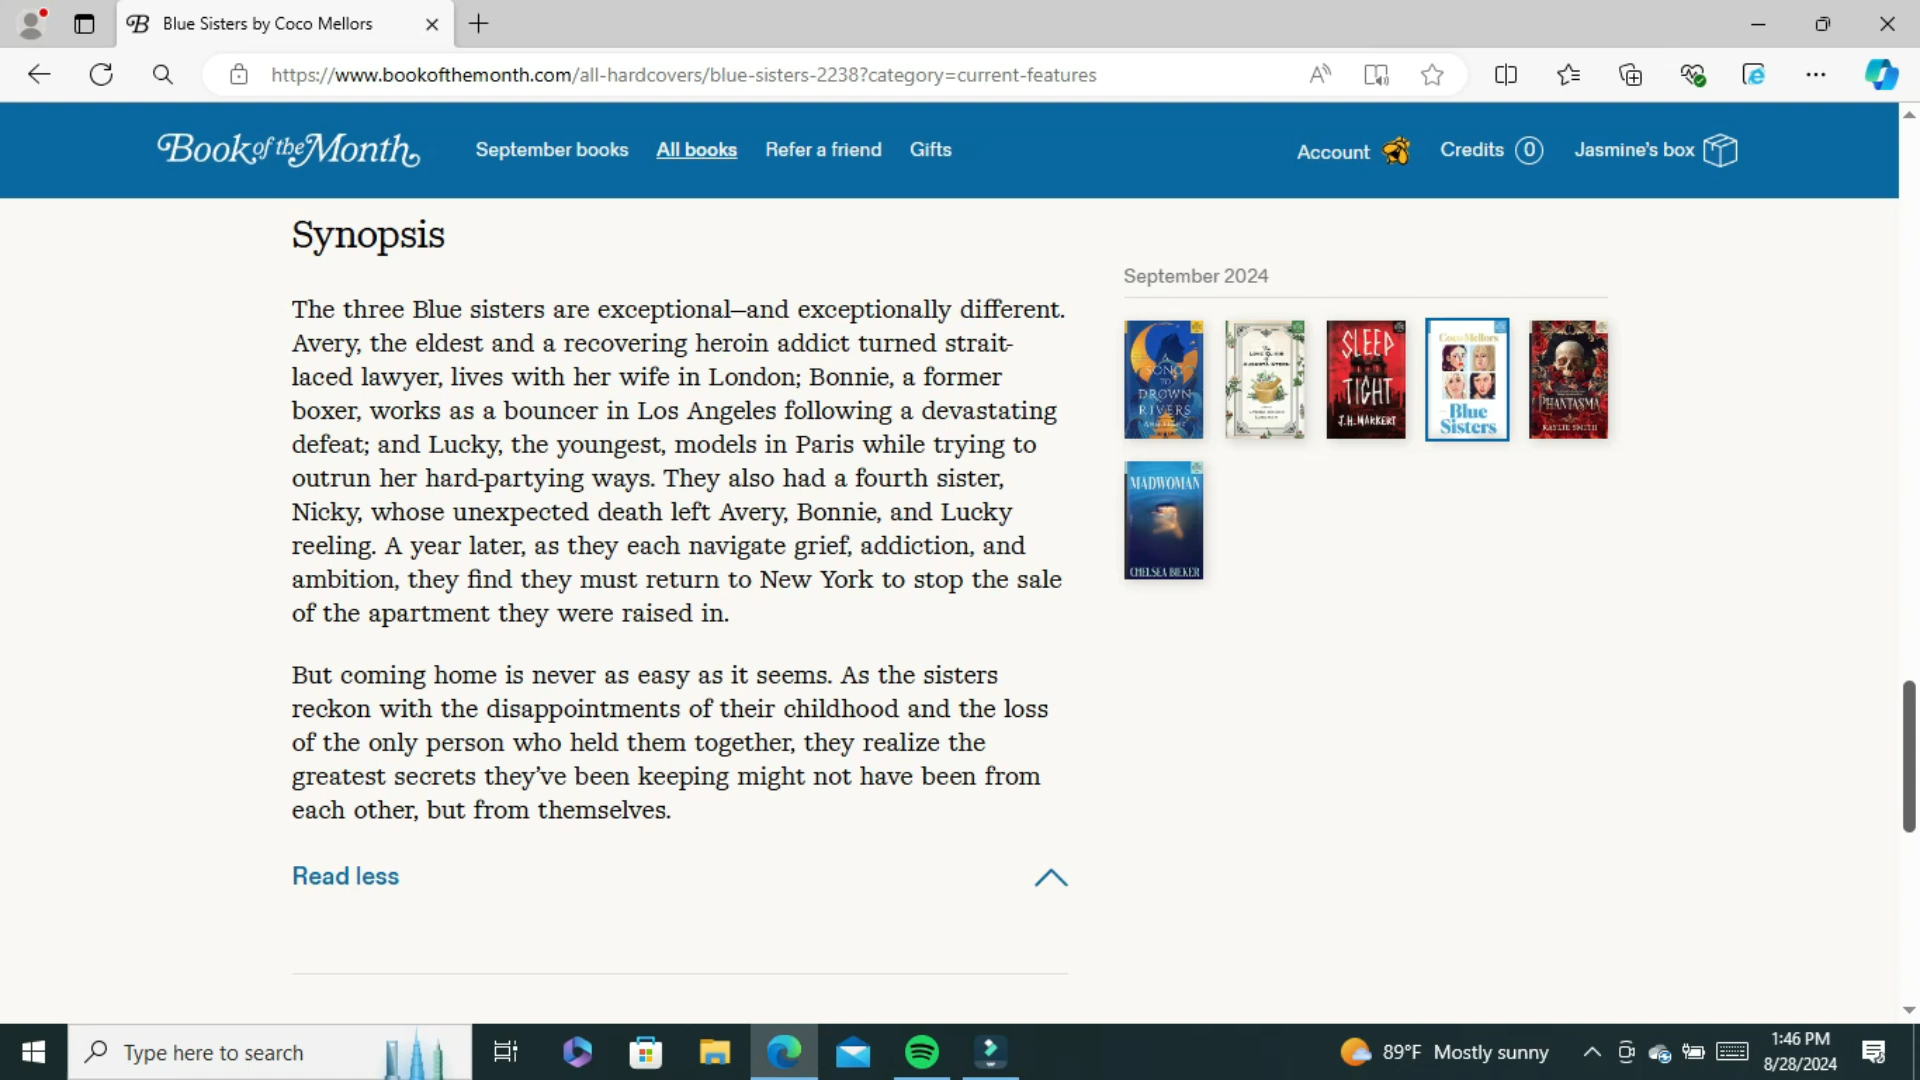 Blue Sisters by Coco Mellors
https://www.bookofthemonth.com/all-hardcovers/blue-sisters-2238?category=current-features
Book of the Month
September books
All books
Refer a friend
Gifts
Account
Credits 0
Jasmine's box
Synopsis
The three Blue sisters are exceptional—and exceptionally different.
Avery, the eldest and a recovering heroin addict turned strait-
laced lawyer, lives with her wife in London; Bonnie, a former
boxer, works as a bouncer in Los Angeles following a devastating
defeat; and Lucky, the youngest, models in Paris while trying to
outrun her hard-partying ways. They also had a fourth sister,
Nicky, whose unexpected death left Avery, Bonnie, and Lucky
reeling. A year later, as they each navigate grief, addiction, and
ambition, they find they must return to New York to stop the sale
of the apartment they were raised in.
But coming home is never as easy as it seems. As the sisters
reckon with the disappointments of their childhood and the loss
of the only person who held them together, they realize the
greatest secrets they've been keeping might not have been from
each other, but from themselves.
Read less
September 2024
A
SONG
TO
DROWN
RIVERS
SLEEP
TIGHT
J.H. MARKERT
Coco Mellors
Blue
Sisters
PHANTASMA
KAYLIE SMITH
MADWOMAN
CHELSEA BIEKER
Type here to search
89°F Mostly sunny
1:46 PM
8/28/2024